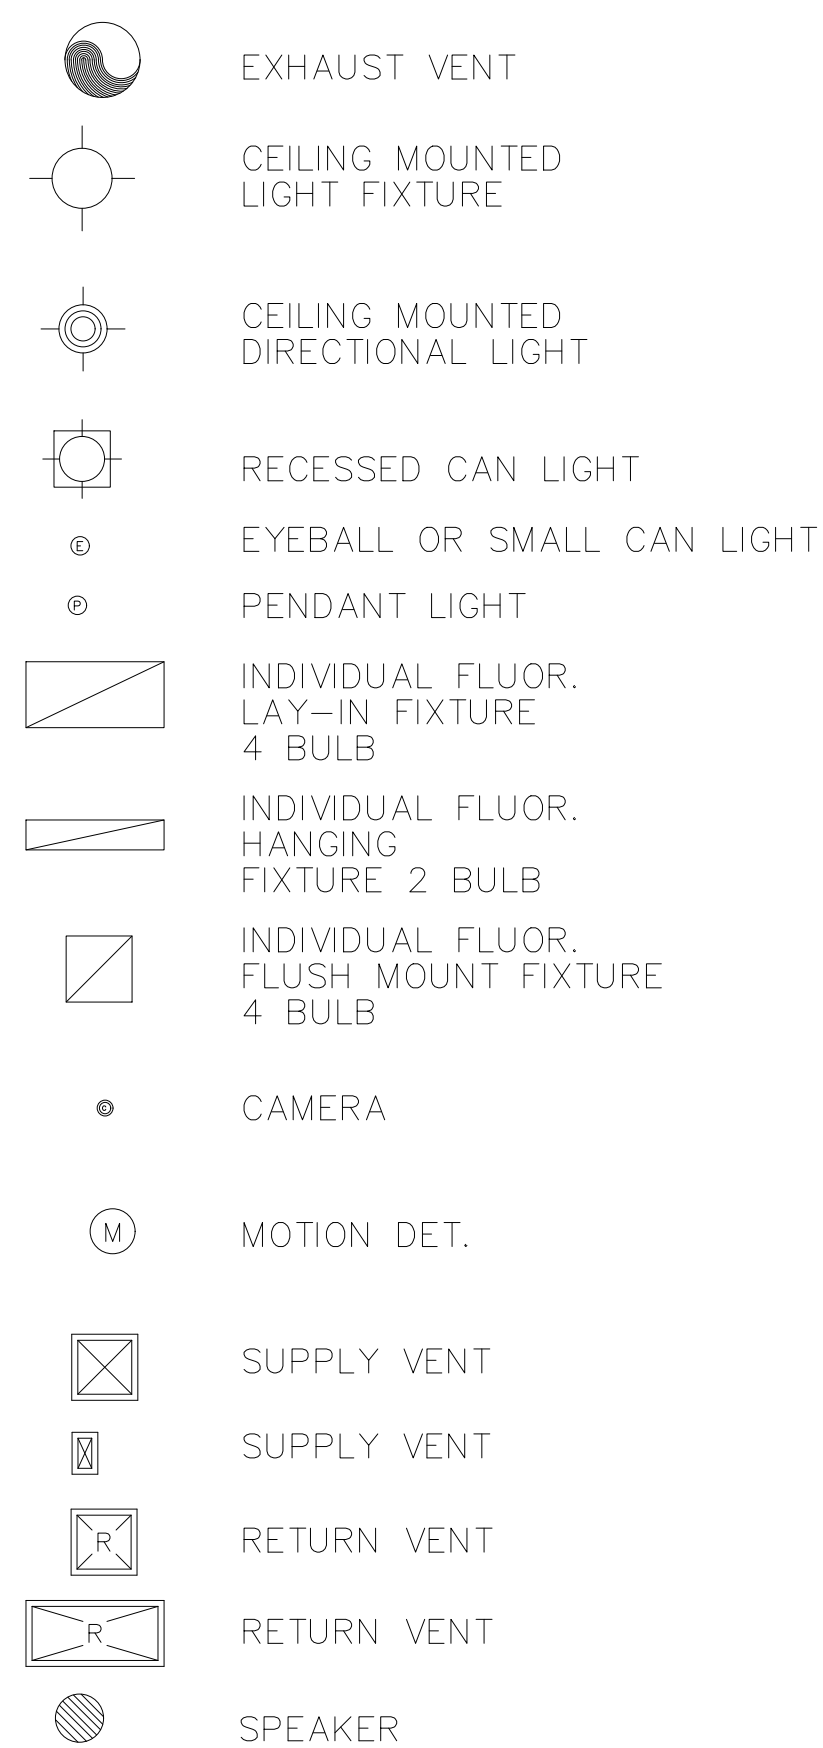 EXHAUST VENT
CEILING MOUNTED
LIGHT FIXTURE
CEILING MOUNTED
DIRECTIONAL LIGHT
RECESSED CAN LIGHT
E EYEBALL OR SMALL CAN LIGHT
P PENDANT LIGHT
INDIVIDUAL FLUOR.
LAY-IN FIXTURE
4 BULB
INDIVIDUAL FLUOR.
HANGING
FIXTURE 2 BULB
INDIVIDUAL FLUOR.
FLUSH MOUNT FIXTURE
4 BULB
C CAMERA
M MOTION DET.
SUPPLY VENT
SUPPLY VENT
R RETURN VENT
R RETURN VENT
SPEAKER